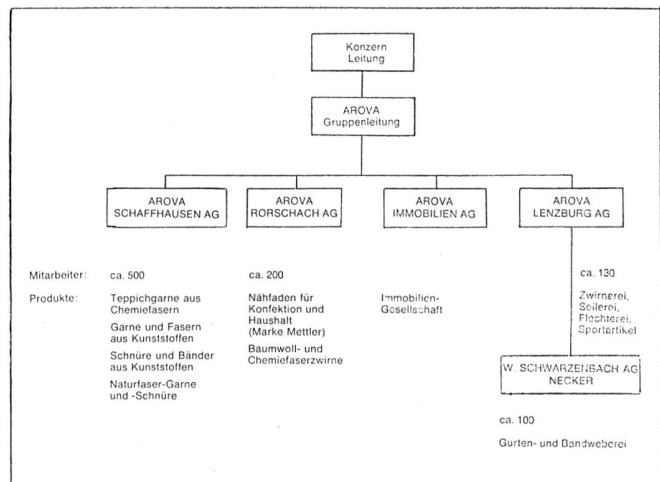 Konzern
Leitung
AROVA
Gruppenleitung
AROVA
SCHAFFHAUSEN AG
AROVA
RORSCHACH AG
AROVA
IMMOBILIEN AG
AROVA
LENZBURG AG
Mitarbeiter:
ca. 500
ca. 200
ca. 130
Produkte:
Teppichgarne aus
Chemiefasern
Garne und Fasern
aus Kunststoffen
Schnüre und Bänder
aus Kunststoffen
Naturfaser-Garne
und -Schnüre
Nähfaden für
Konfektion und
Haushalt
(Marke Mettler)
Baumwoll- und
Chemiefaserzwirne
Immobilien-
Gesellschaft
Zwirnerei,
Seilerei,
Flechterei,
Sportartikel
W. SCHWARZENBACH AG
NECKER
ca. 100
Gurten- und Bandweberei